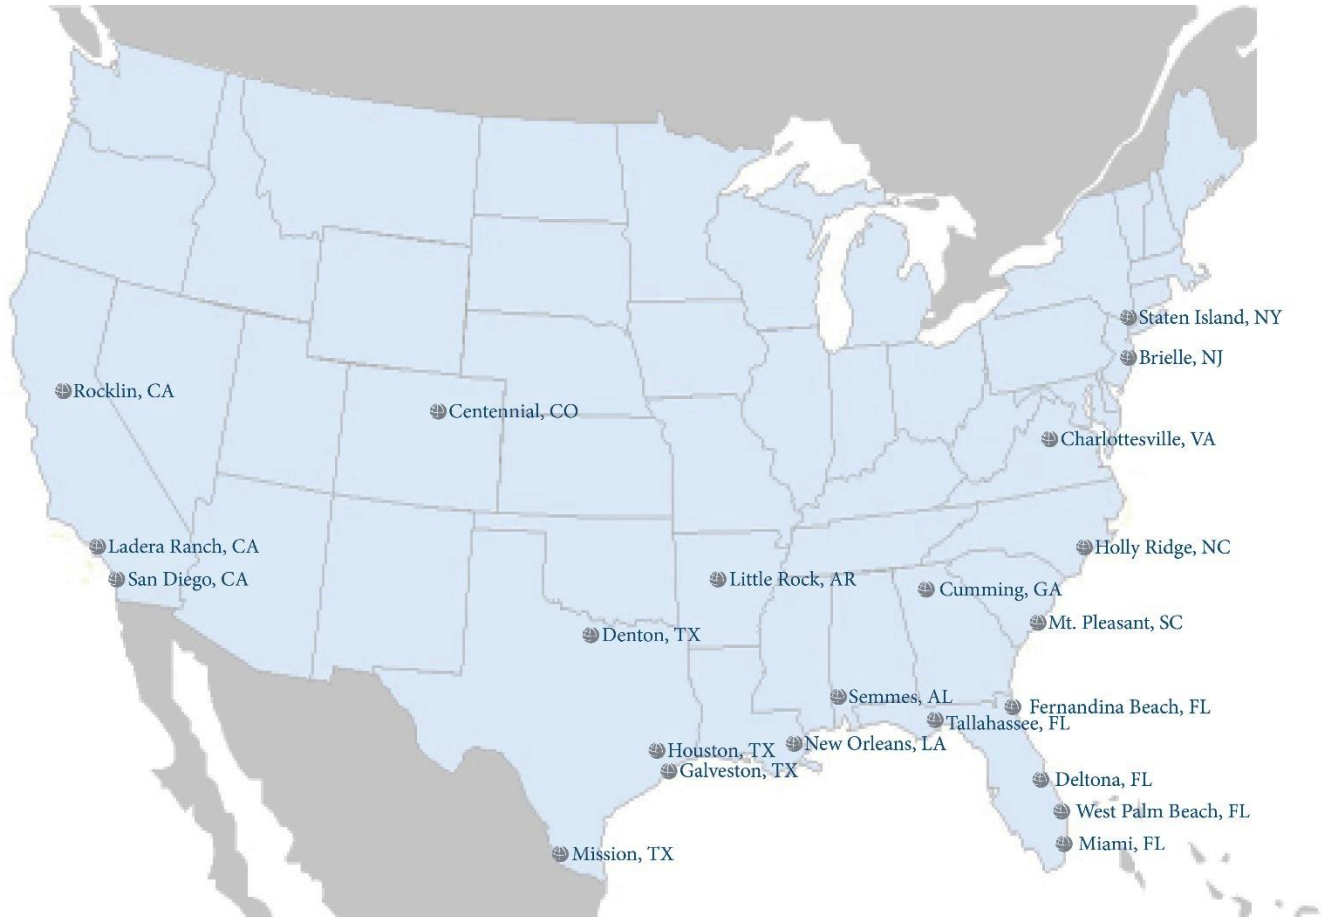 Staten Island, NY
Brielle, NJ
Rocklin, CA
Centennial, CO
Charlottesville, VA
Ladera Ranch, CA
Holly Ridge, NC
San Diego, CA
Little Rock, AR
Cumming, GA
Mt. Pleasant, SC
Denton, TX
Semmes, AL
Fernandina Beach, FL
Tallahassee, FL
New Orleans, LA
Houston, TX
Galveston, TX
Deltona, FL
West Palm Beach, FL
Miami, FL
Mission, TX